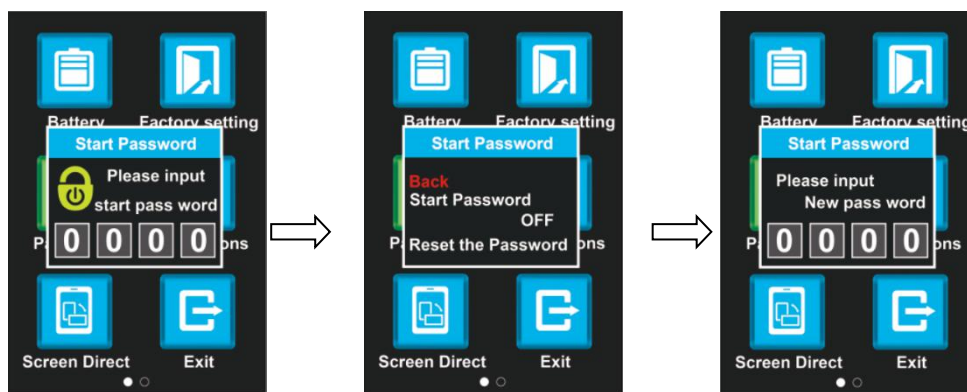 Battery Factory setting
Start Password
Please input
start pass word
0 0 0 0
Screen Direct Exit
Battery Factory setting
Start Password
Back
Start Password
OFF
Reset the Password
Screen Direct Exit
Battery Factory setting
Start Password
Please input
New pass word
0 0 0 0
Screen Direct Exit